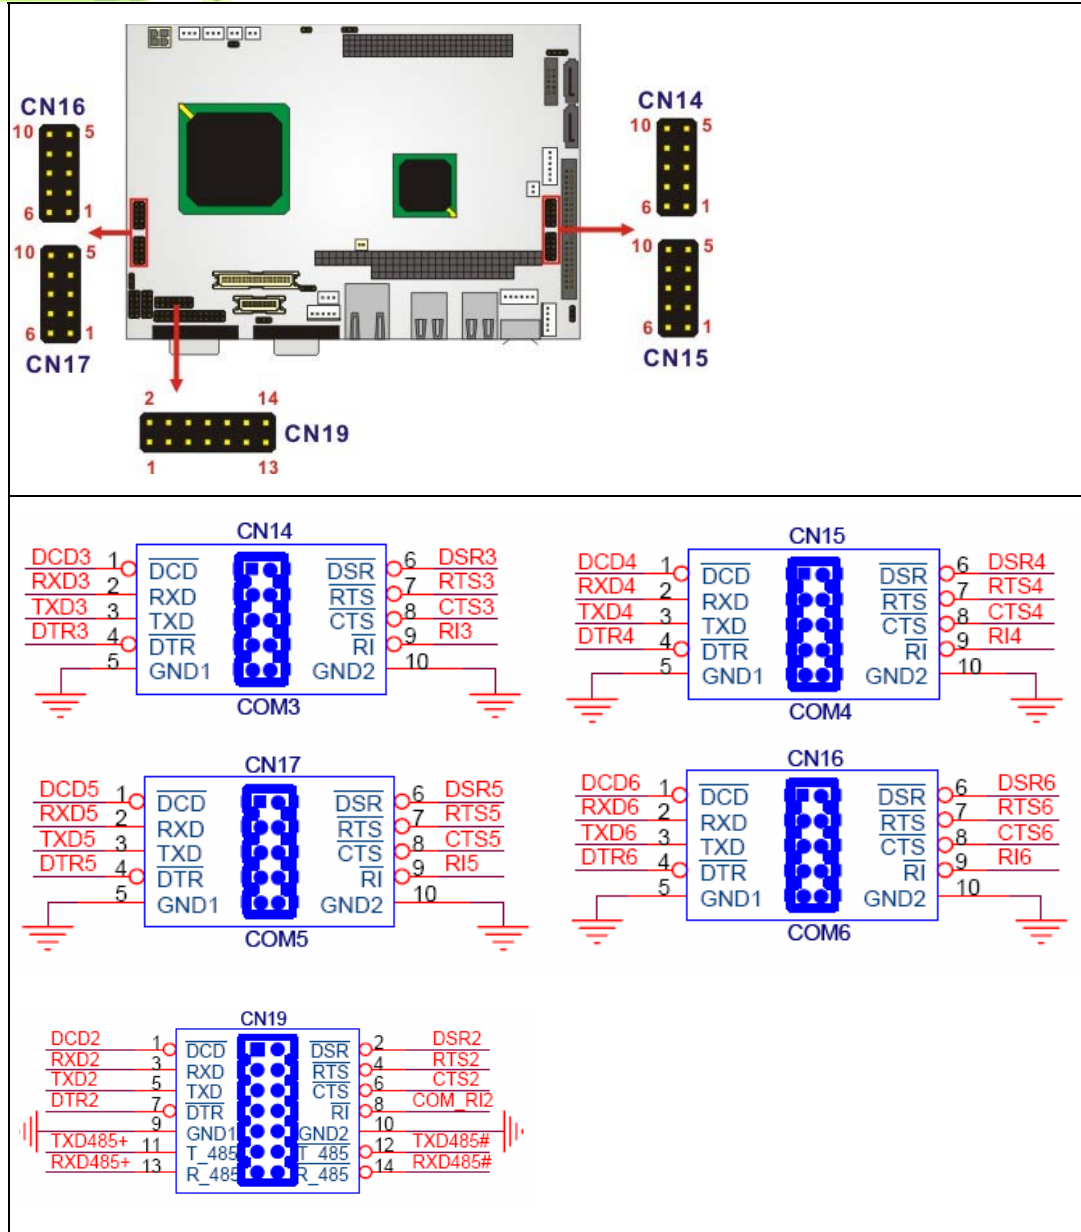 CN16
10 5
6 1
10 5
6 1
CN17
CN14
10 5
6 1
10 5
6 1
CN15
2 14
CN19
1 13
CN14
DCD3 1 DCD DSR 6 DSR3
RXD3 2 RXD RTS 7 RTS3
TXD3 3 TXD CTS 8 CTS3
DTR3 4 DTR RI 9 RI3
5 GND1 GND2 10
COM3
CN15
DCD4 1 DCD DSR 6 DSR4
RXD4 2 RXD RTS 7 RTS4
TXD4 3 TXD CTS 8 CTS4
DTR4 4 DTR RI 9 RI4
5 GND1 GND2 10
COM4
CN17
DCD5 1 DCD DSR 6 DSR5
RXD5 2 RXD RTS 7 RTS5
TXD5 3 TXD CTS 8 CTS5
DTR5 4 DTR RI 9 RI5
5 GND1 GND2 10
COM5
CN16
DCD6 1 DCD DSR 6 DSR6
RXD6 2 RXD RTS 7 RTS6
TXD6 3 TXD CTS 8 CTS6
DTR6 4 DTR RI 9 RI6
5 GND1 GND2 10
COM6
CN19
DCD2 1 DCD DSR 2 DSR2
RXD2 3 RXD RTS 4 RTS2
TXD2 5 TXD CTS 6 CTS2
DTR2 7 DTR RI 8 COM_RI2
9 GND1 GND2 10
TXD485+ 11 T_485 T_485 12 TXD485#
RXD485+ 13 R_485 R_485 14 RXD485#